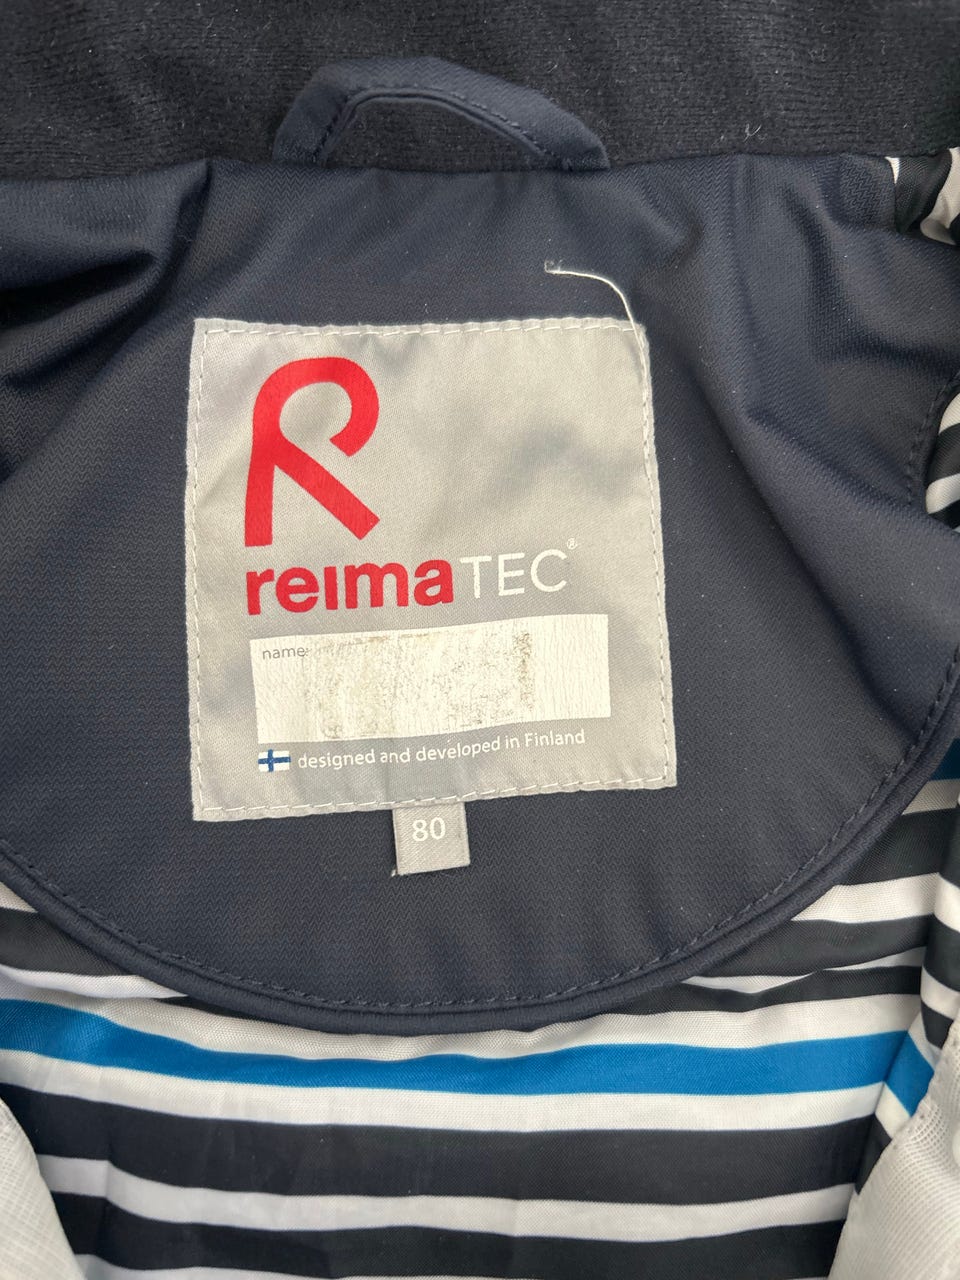 R
reimaTEC®
name:
designed and developed in Finland
80